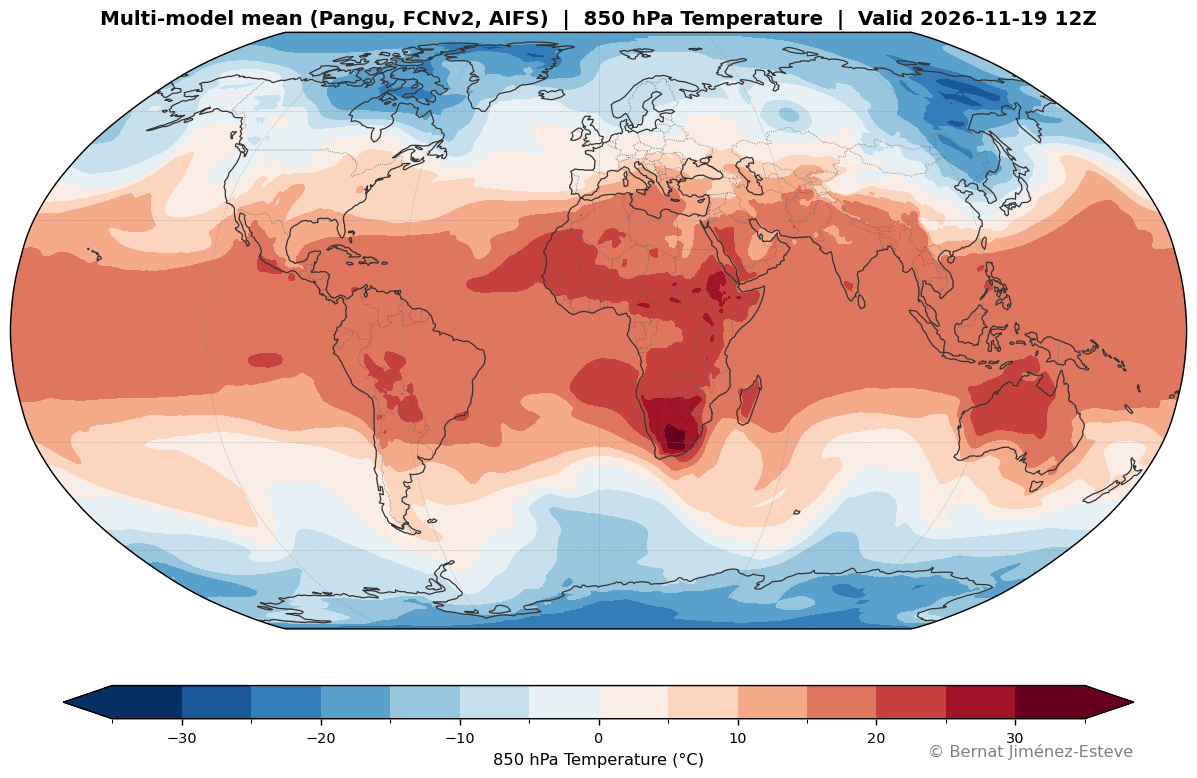 Multi-model mean (Pangu, FCNv2, AIFS) | 850 hPa Temperature | Valid 2026-11-19 12Z
−30 −20 −10 0 10 20 30
850 hPa Temperature (°C)
© Bernat Jiménez-Esteve